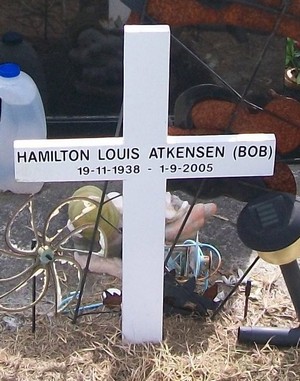 HAMILTON LOUIS ATKENSEN (BOB)
19-11-1938 - 1-9-2005